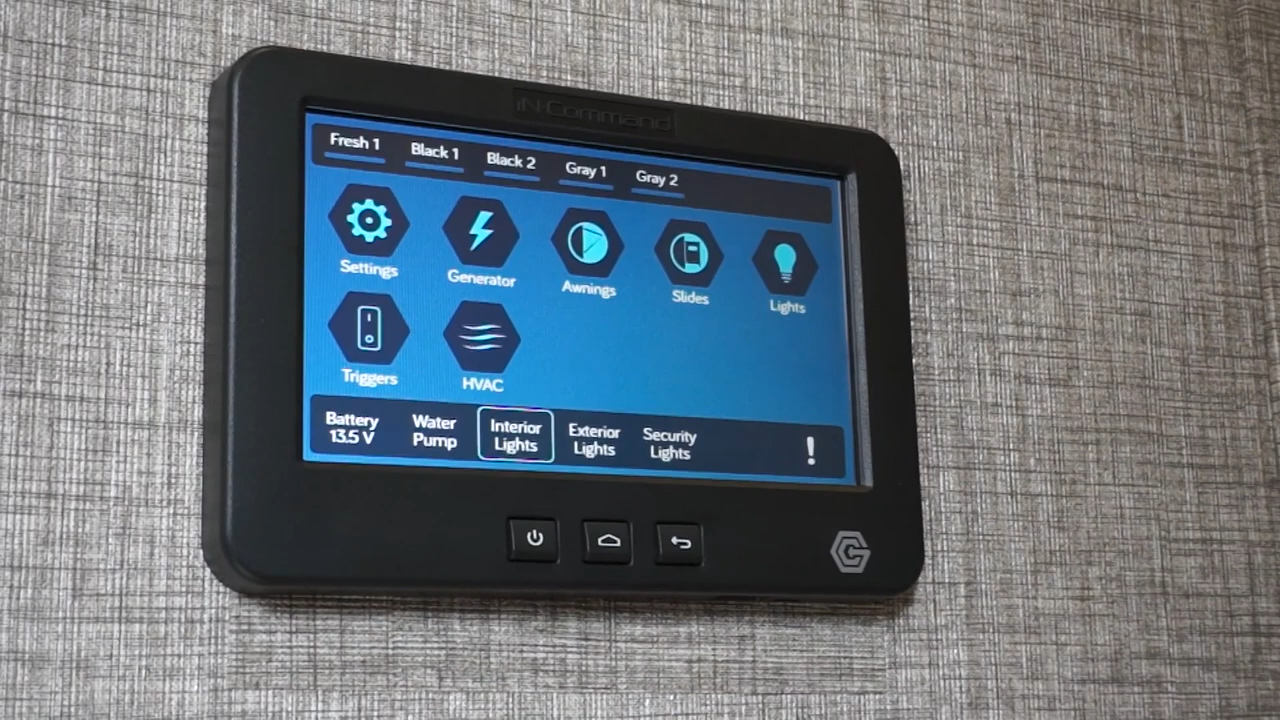 iN·Command
Fresh 1
Black 1
Black 2
Gray 1
Gray 2
Settings
Generator
Awnings
Slides
Lights
Triggers
HVAC
Battery
13.5 V
Water
Pump
Interior
Lights
Exterior
Lights
Security
Lights
!